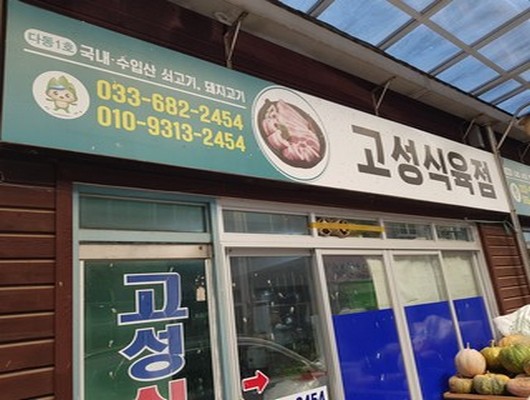 다동1호 국내·수입산 쇠고기, 돼지고기
033-682-2454
010-9313-2454
고성식육점
고성
2454